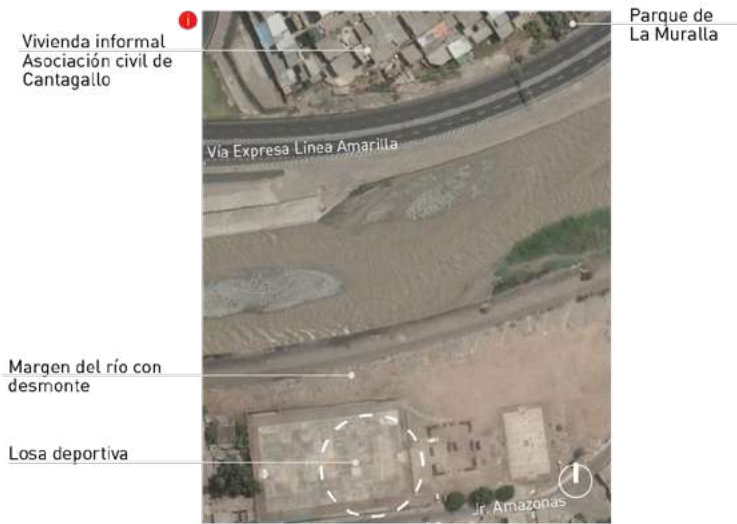 i
Vivienda informal
Asociación civil de
Cantagallo
Parque de
La Muralla
Vía Expresa Línea Amarilla
Margen del río con
desmonte
Losa deportiva
Jr. Amazonas